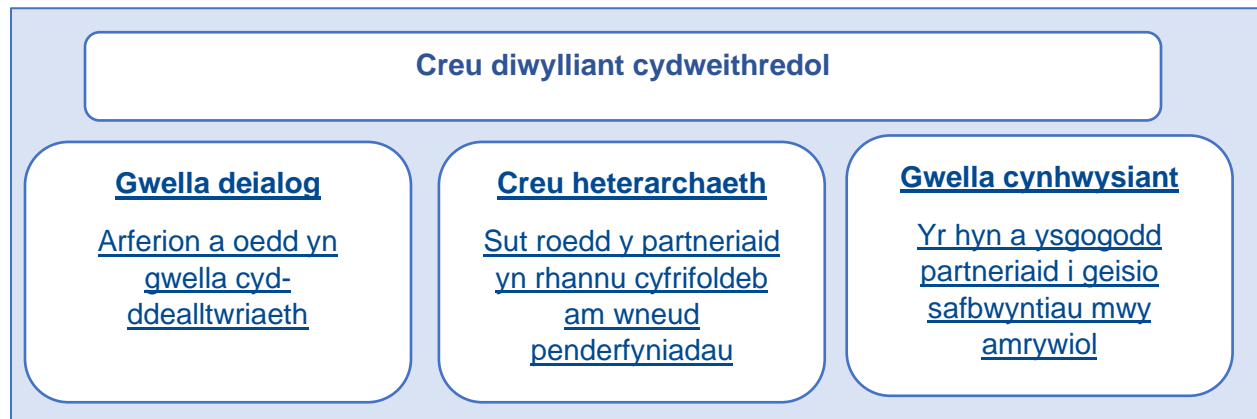 Creu diwylliant cydweithredol
Gwella deialog
Arferion a oedd yn
gwella cyd-
ddealltwriaeth
Creu heterarchaeth
Sut roedd y partneriaid
yn rhannu cyfrifoldeb
am wneud
penderfyniadau
Gwella cynhwysiant
Yr hyn a ysgogodd
partneriaid i geisio
safbwyntiau mwy
amrywiol